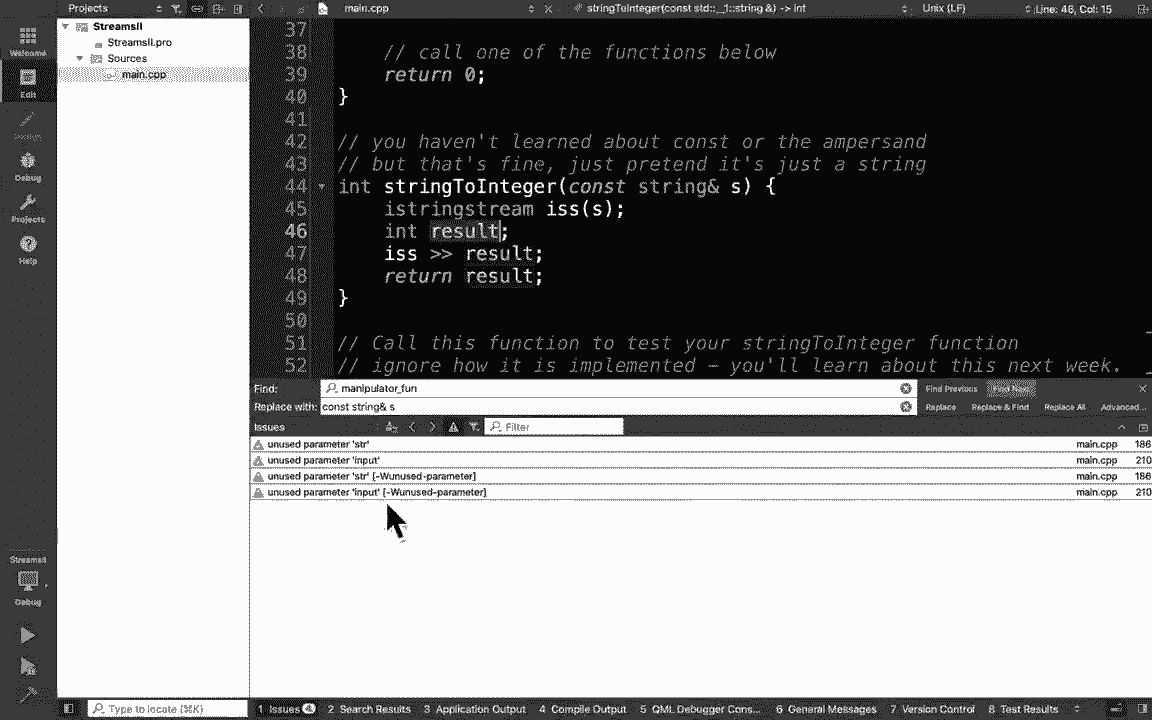 Projects
main.cpp
# stringToInteger(const std::__1::string &) -> int
Unix (LF)
Line: 46, Col: 15
Welcome
Edit
Debug
Projects
Help
StreamsII
Debug
StreamsII
StreamsII.pro
Sources
main.cpp
37
38 // call one of the functions below
39 return 0;
40 }
41
42 // you haven't learned about const or the ampersand
43 // but that's fine, just pretend it's just a string
44 int stringToInteger(const string& s) {
45 istringstream iss(s);
46 int result;
47 iss >> result;
48 return result;
49 }
50
51 // Call this function to test your stringToInteger function
52 // ignore how it is implemented – you'll learn about this next week.
Find: manipulator_fun Find Previous Find Next
Replace with: const string& s Replace Replace & Find Replace All Advanced...
Issues Filter
unused parameter 'str' main.cpp 186
unused parameter 'input' main.cpp 210
unused parameter 'str' [-Wunused-parameter] main.cpp 186
unused parameter 'input' [-Wunused-parameter] main.cpp 210
Type to locate (⌘K) 1 Issues 4 2 Search Results 3 Application Output 4 Compile Output 5 QML Debugger Cons... 6 General Messages 7 Version Control 8 Test Results